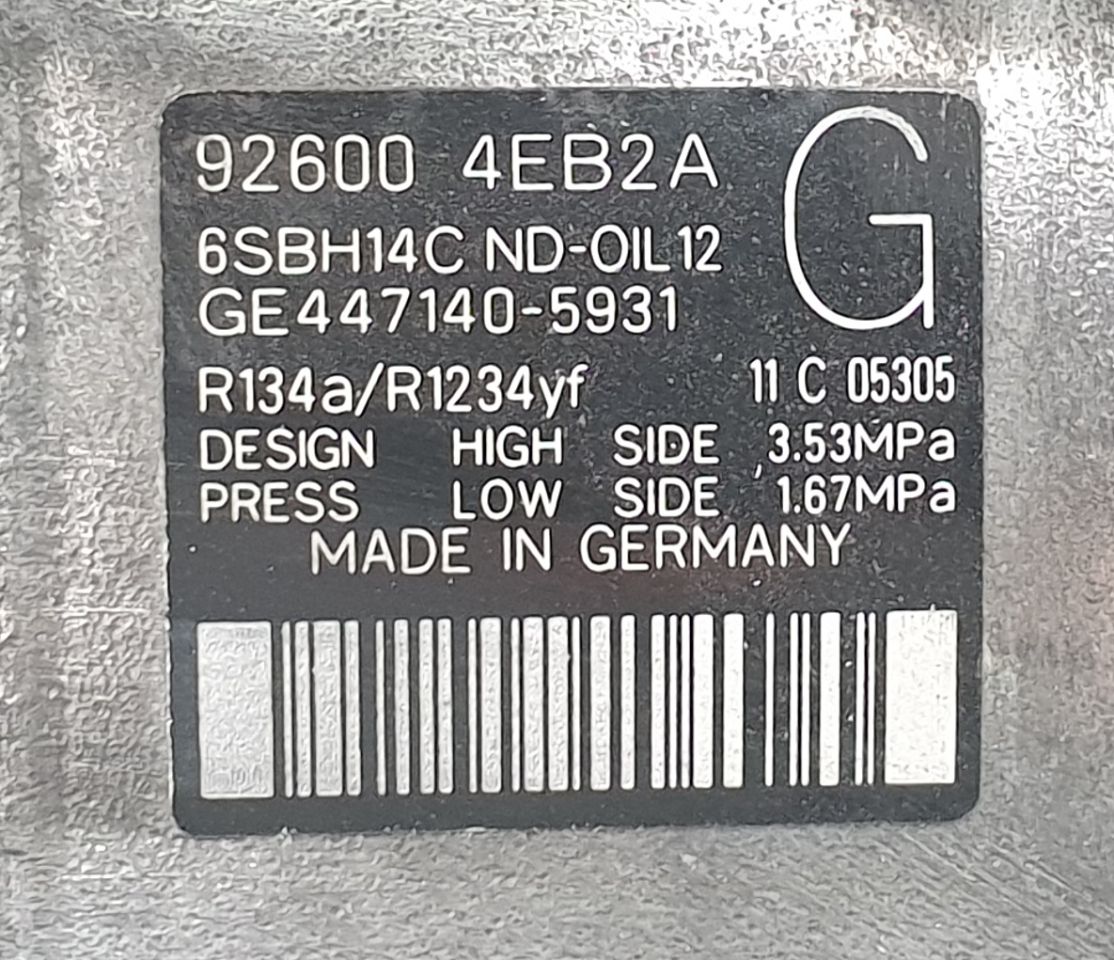 92600 4EB2A G
6SBH14C ND-OIL12
GE447140-5931
R134a/R1234yf 11 C 05305
DESIGN HIGH SIDE 3.53MPa
PRESS LOW SIDE 1.67MPa
MADE IN GERMANY